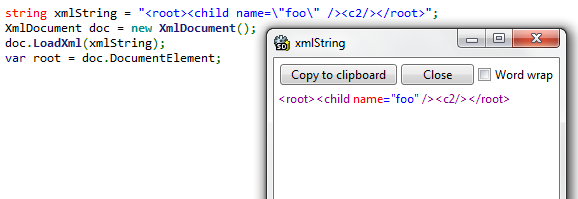 string xmlString = "<root><child name=\"foo\" /><c2/></root>";
XmlDocument doc = new XmlDocument();
doc.LoadXml(xmlString);
var root = doc.DocumentElement;
xmlString
Copy to clipboard Close Word wrap
<root><child name="foo" /><c2/></root>